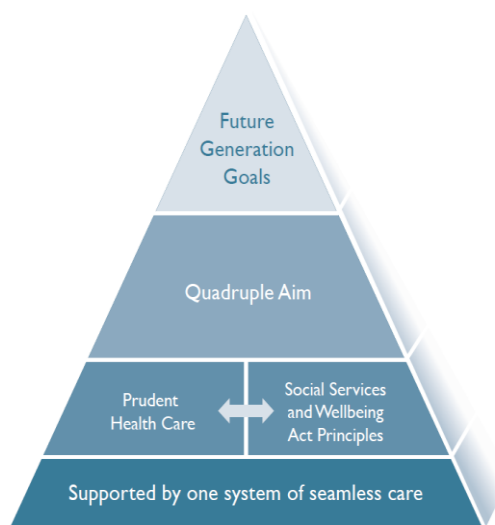 Future
Generation
Goals
Quadruple Aim
Prudent
Health Care
Social Services
and Wellbeing
Act Principles
Supported by one system of seamless care